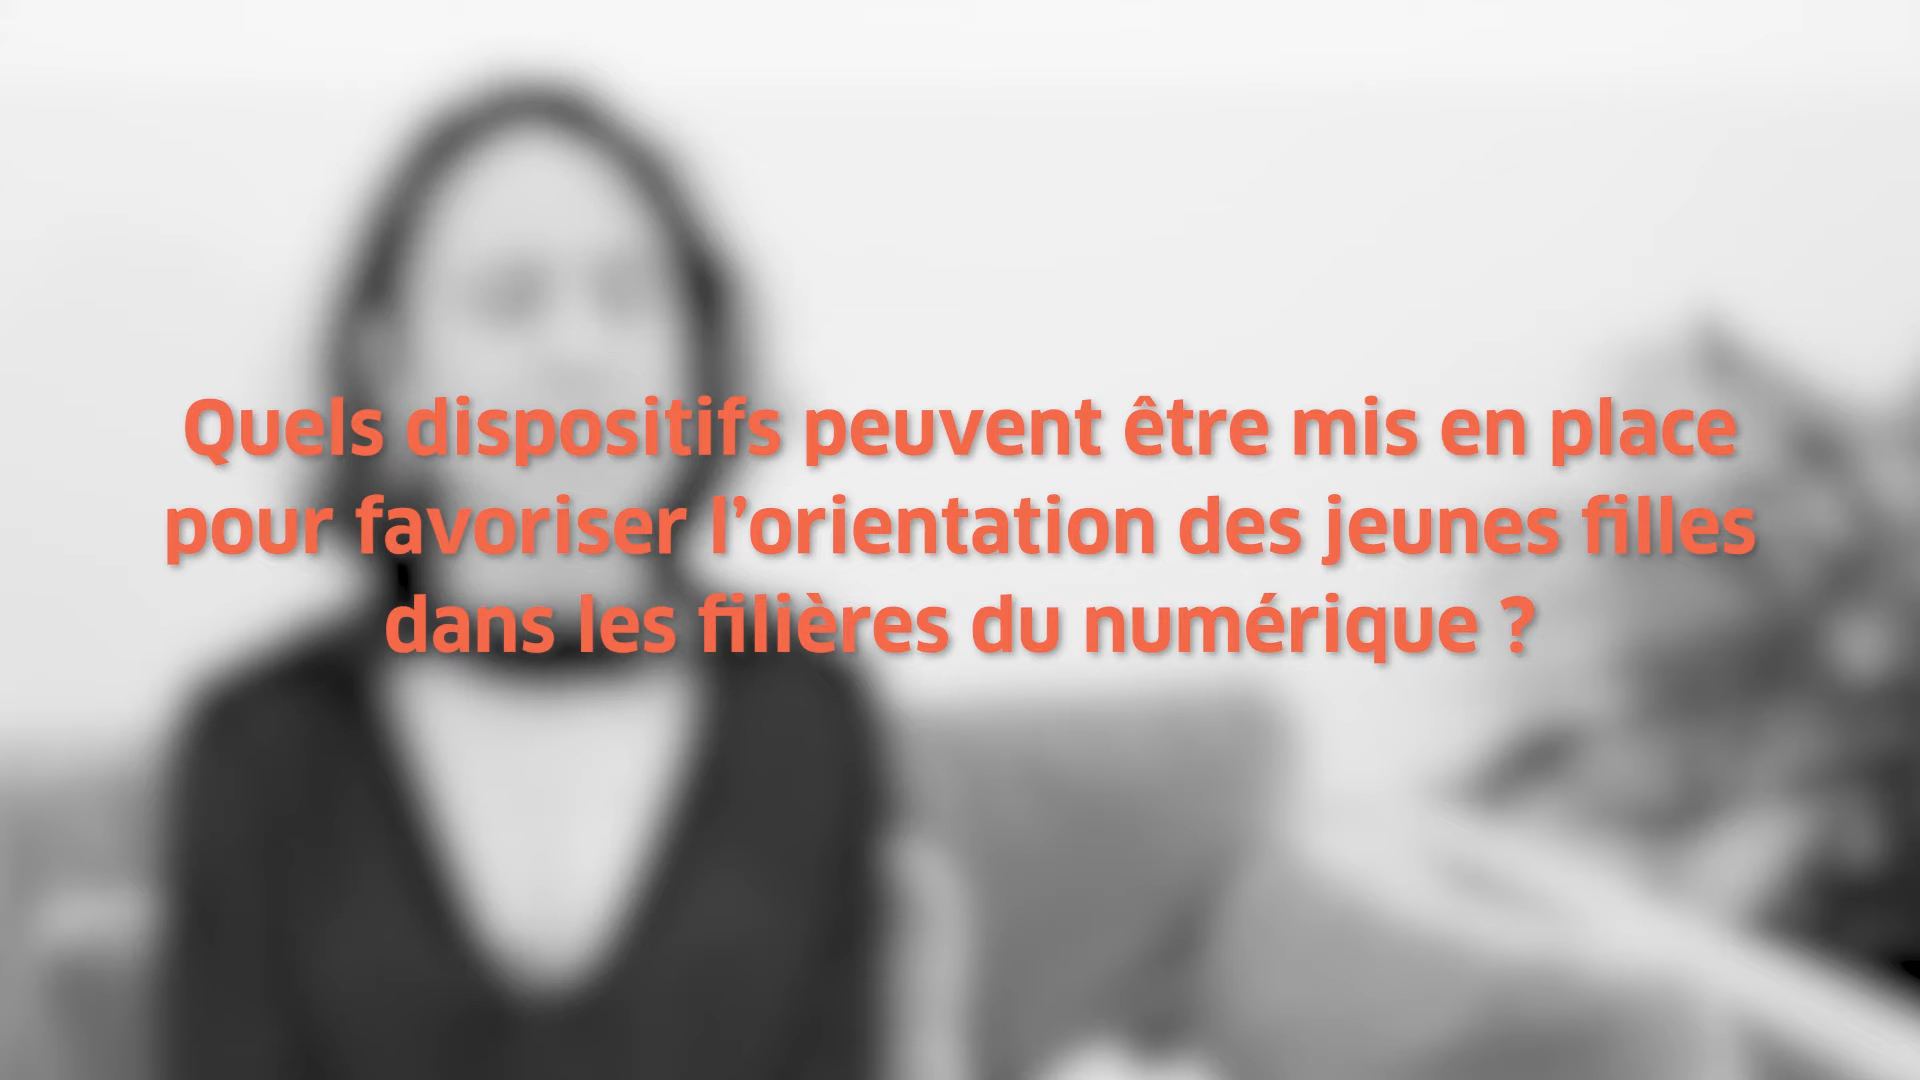 Quels dispositifs peuvent être mis en place
pour favoriser l’orientation des jeunes filles
dans les filières du numérique ?